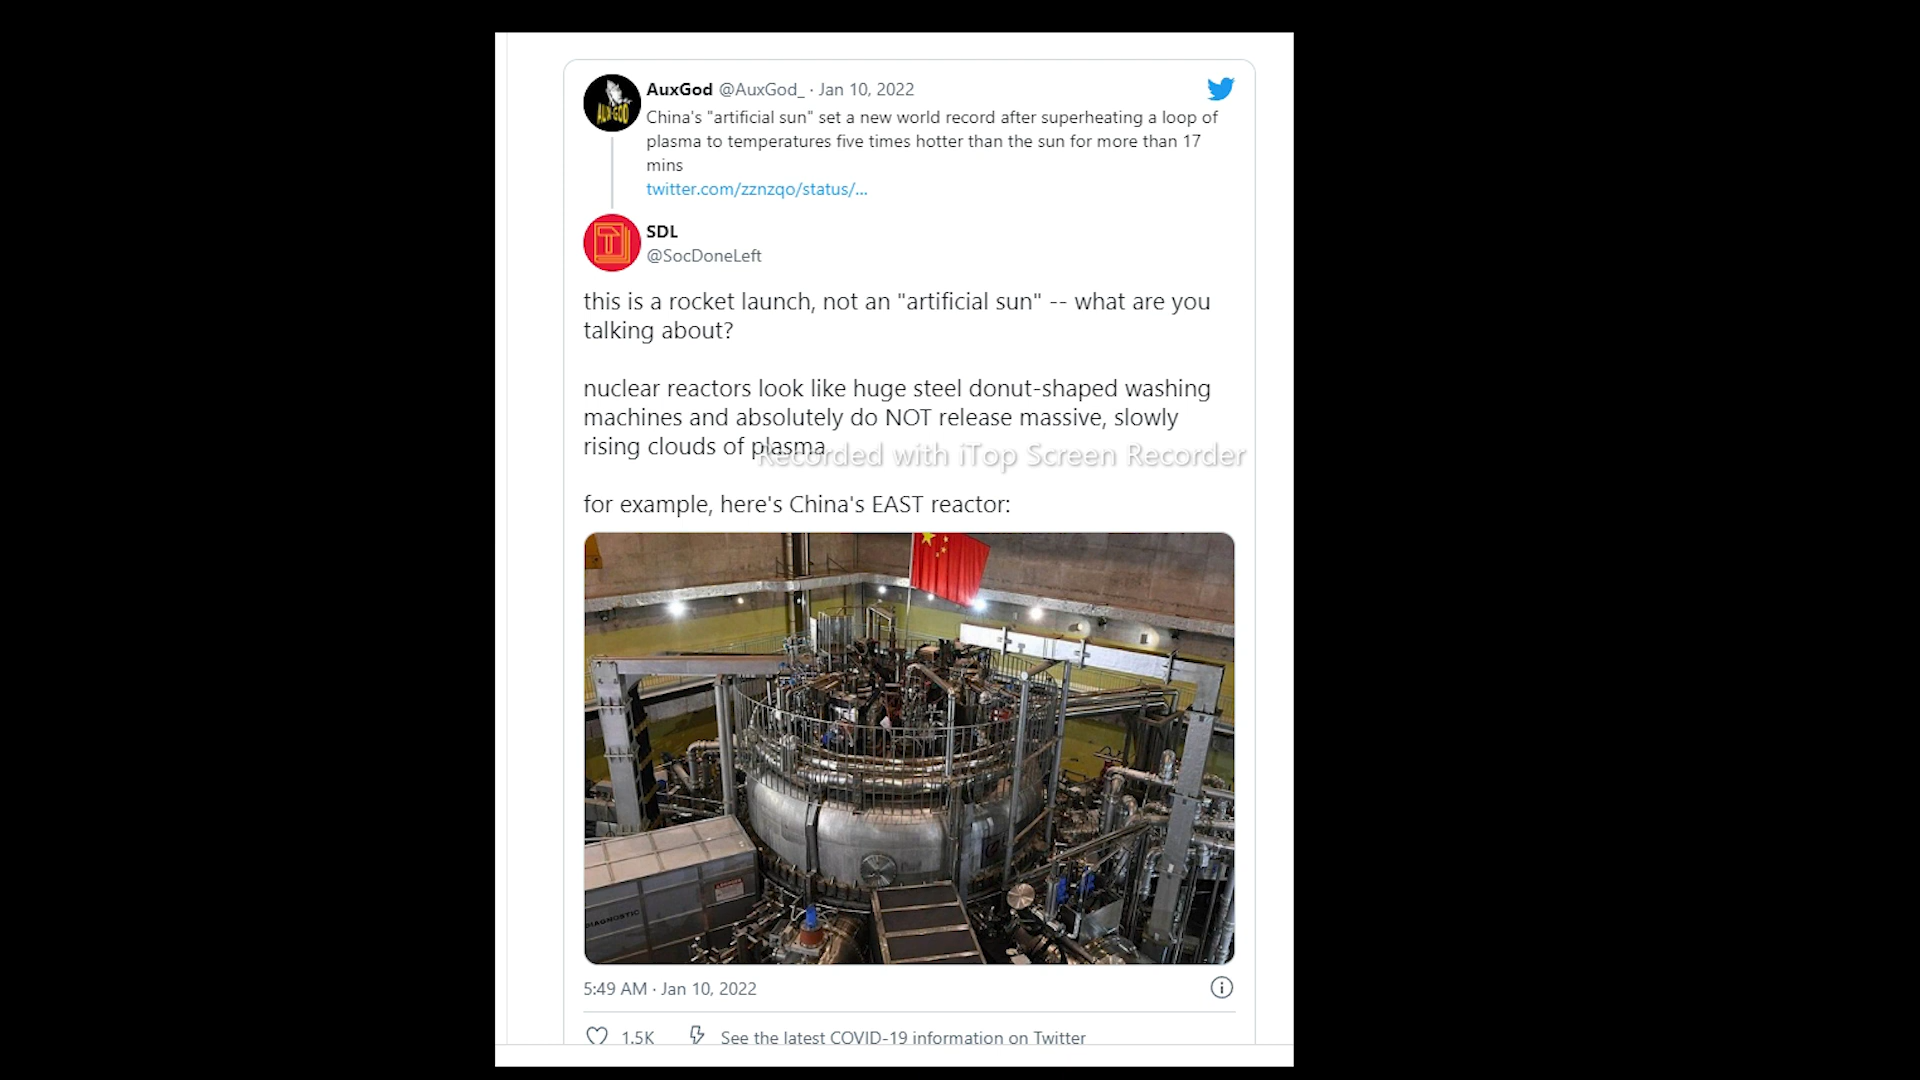 AuxGod @AuxGod_ · Jan 10, 2022
China's "artificial sun" set a new world record after superheating a loop of
plasma to temperatures five times hotter than the sun for more than 17
mins
twitter.com/zznzqo/status/...
AUX GOD
SDL
@SocDoneLeft
this is a rocket launch, not an "artificial sun" -- what are you
talking about?
nuclear reactors look like huge steel donut-shaped washing
machines and absolutely do NOT release massive, slowly
rising clouds of plasma
Recorded with iTop Screen Recorder
for example, here's China's EAST reactor:
DIAGNOSTIC
5:49 AM · Jan 10, 2022
1.5K See the latest COVID-19 information on Twitter